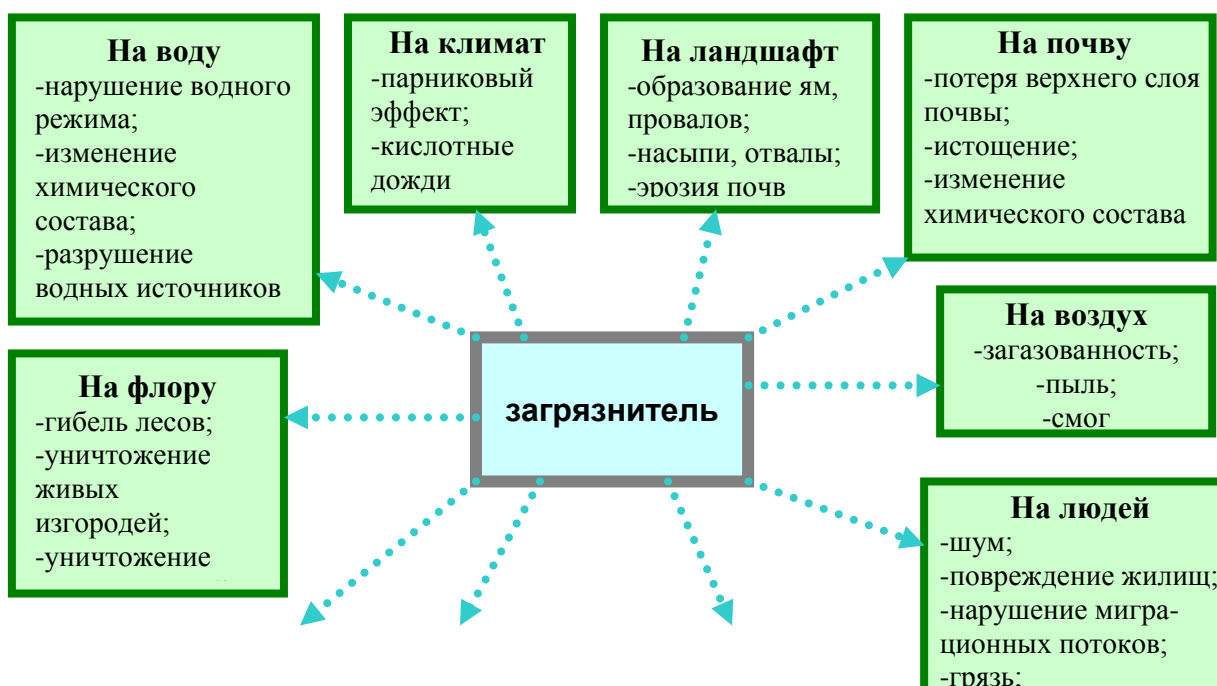 На воду
-нарушение водного
режима;
-изменение
химического
состава;
-разрушение
водных источников
На климат
-парниковый
эффект;
-кислотные
дожди
На ландшафт
-образование ям,
провалов;
-насыпи, отвалы;
-эрозия почв
На почву
-потеря верхнего слоя
почвы;
-истощение;
-изменение
химического состава
На воздух
-загазованность;
-пыль;
-смог
На флору
-гибель лесов;
-уничтожение
живых
изгородей;
-уничтожение
загрязнитель
На людей
-шум;
-повреждение жилищ;
-нарушение мигра-
ционных потоков;
-грязь;